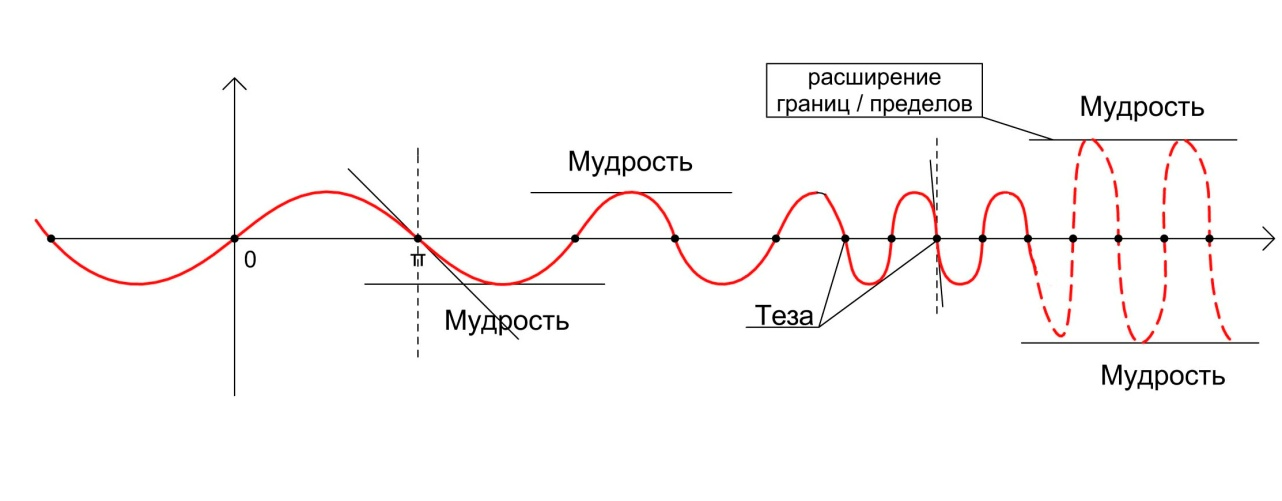 расширение
границ / пределов
Мудрость
Мудрость
0
π
Мудрость
Теза
Мудрость